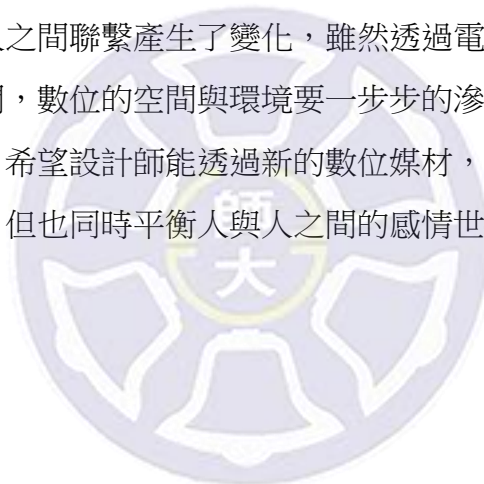 之間聯繫產生了變化，雖然透過電
，數位的空間與環境要一步步的滲
希望設計師能透過新的數位媒材，
但也同時平衡人與人之間的感情世
師
大